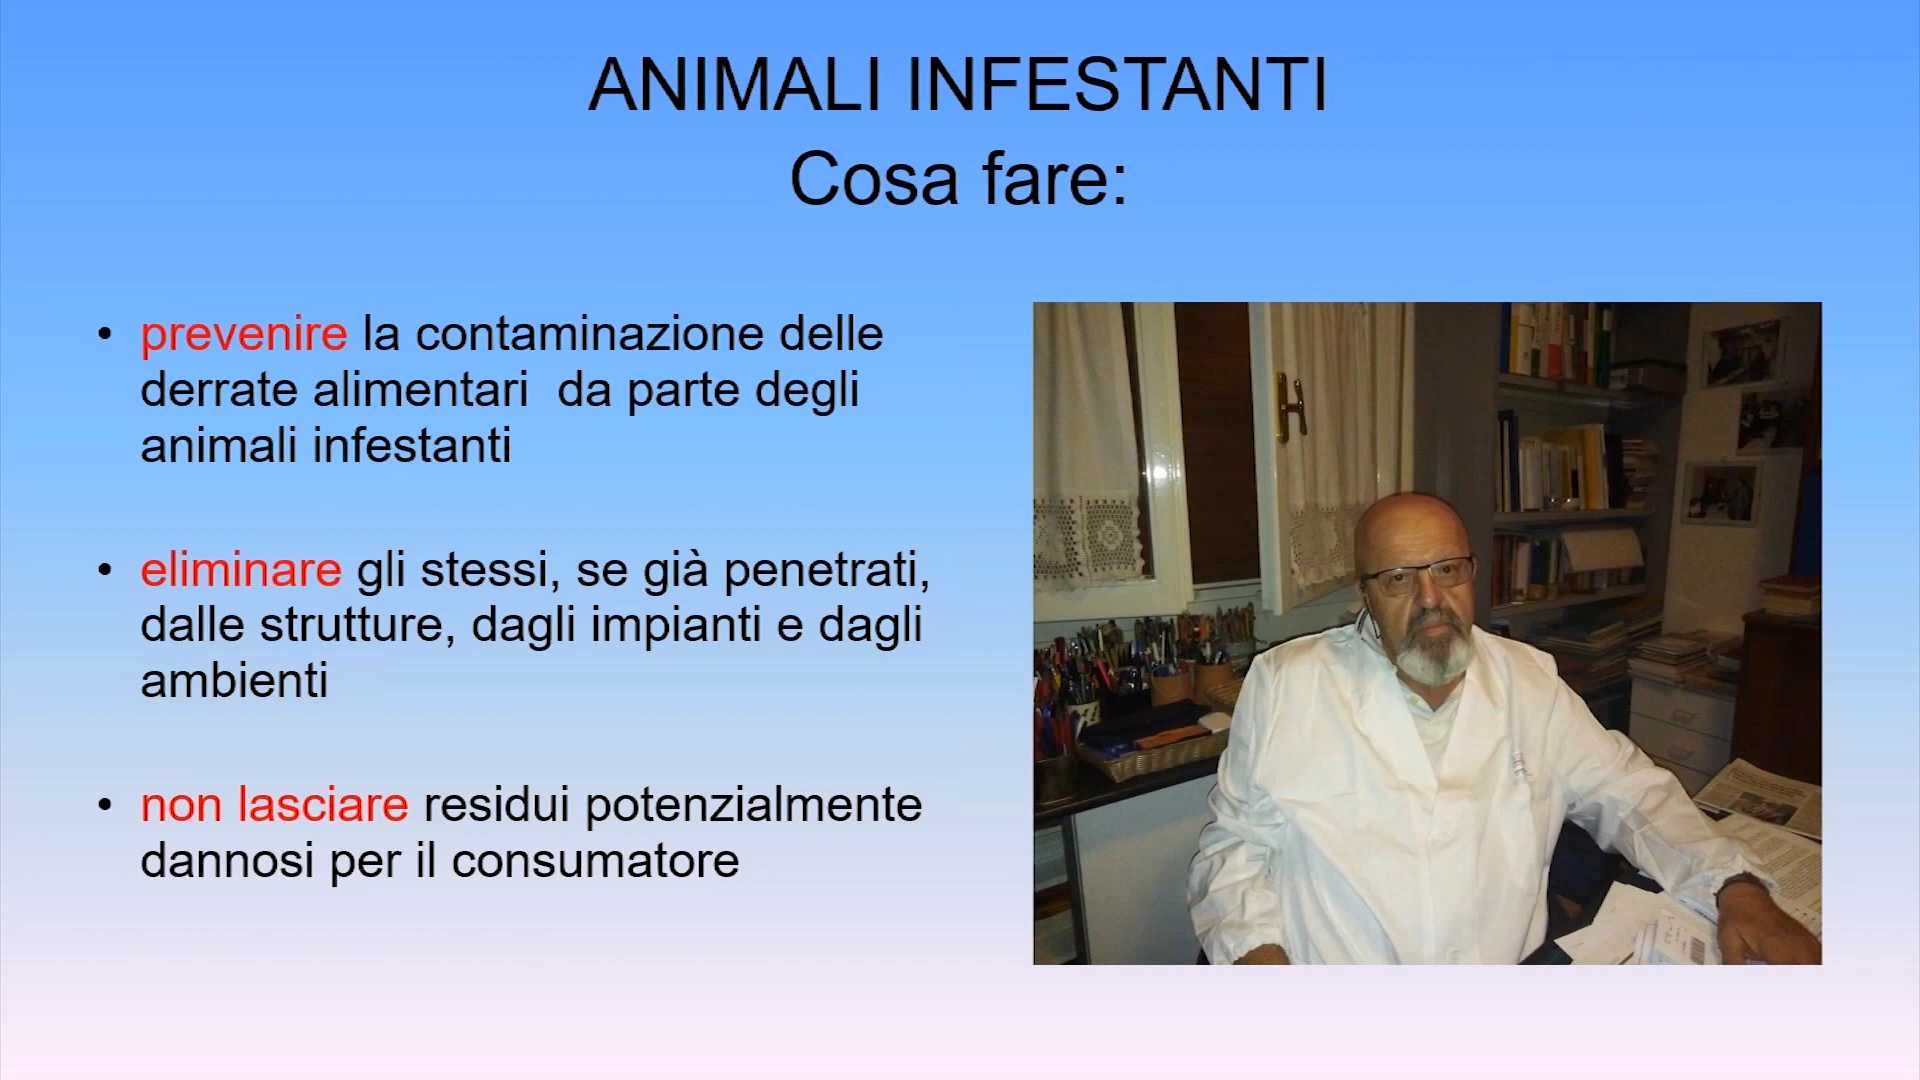 ANIMALI INFESTANTI
Cosa fare:
• prevenire la contaminazione delle
derrate alimentari  da parte degli
animali infestanti
• eliminare gli stessi, se già penetrati,
dalle strutture, dagli impianti e dagli
ambienti
• non lasciare residui potenzialmente
dannosi per il consumatore